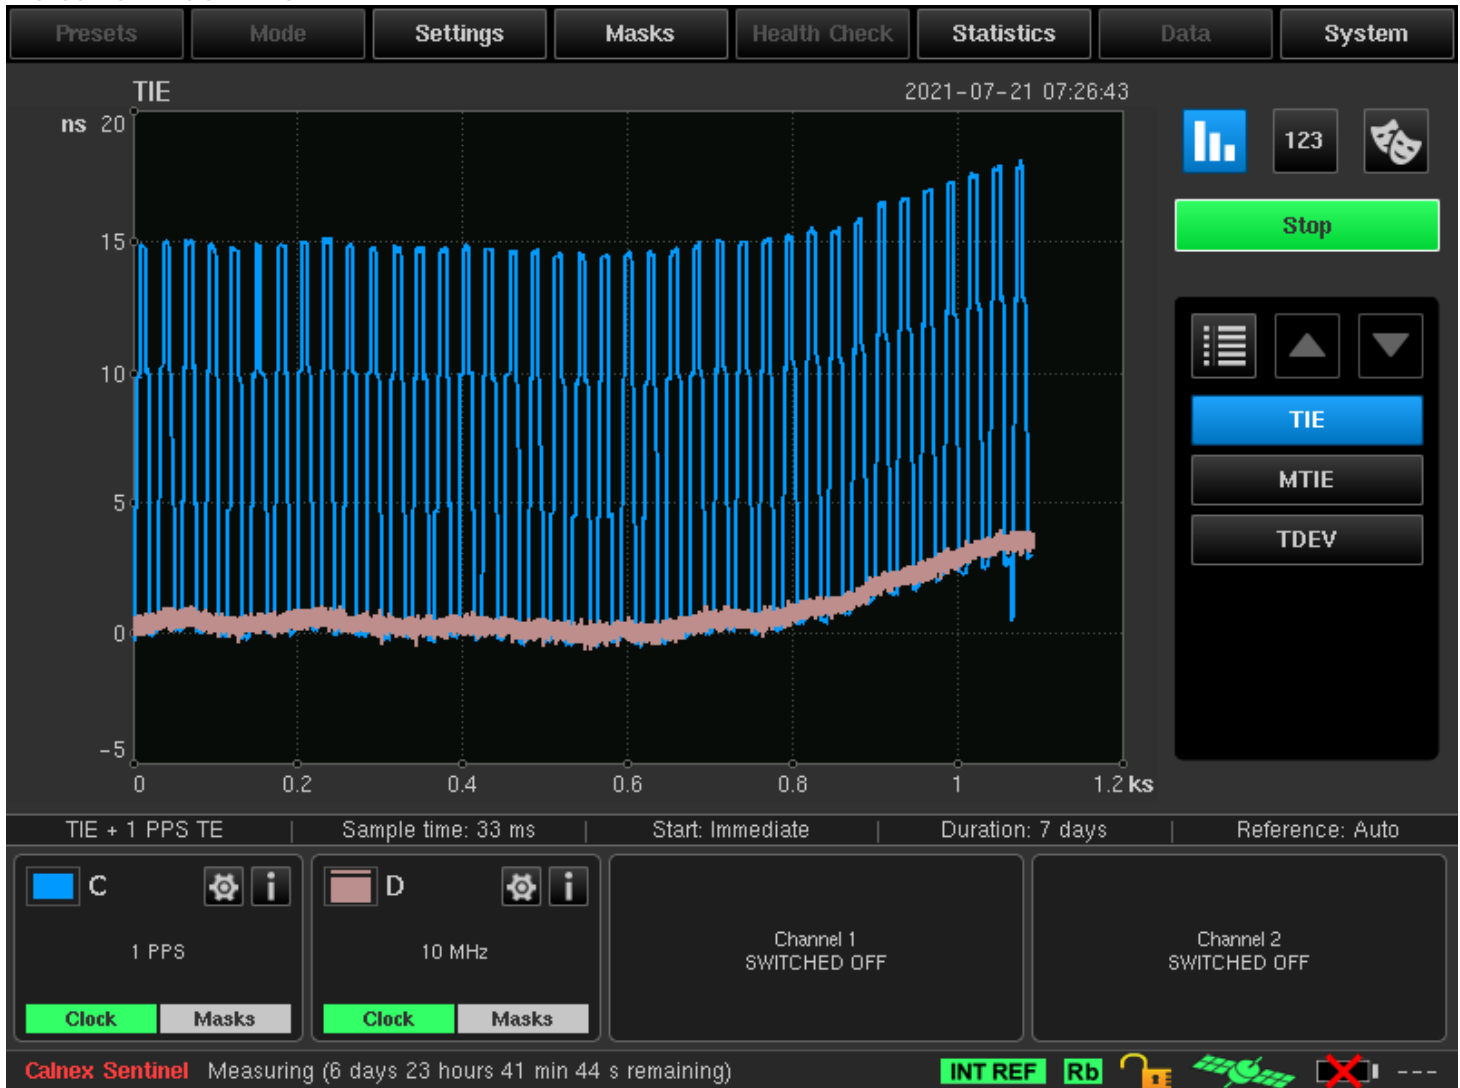 Presets Mode Settings Masks Health Check Statistics Data System
TIE 2021-07-21 07:26:43
ns 20
15
10
5
0
-5
0 0.2 0.4 0.6 0.8 1 1.2 ks
123
Stop
TIE
MTIE
TDEV
TIE + 1 PPS TE | Sample time: 33 ms | Start: Immediate | Duration: 7 days | Reference: Auto
C i D i
1 PPS 10 MHz
Channel 1
SWITCHED OFF
Channel 2
SWITCHED OFF
Clock Masks Clock Masks
Calnex Sentinel Measuring (6 days 23 hours 41 min 44 s remaining) INT REF Rb ---